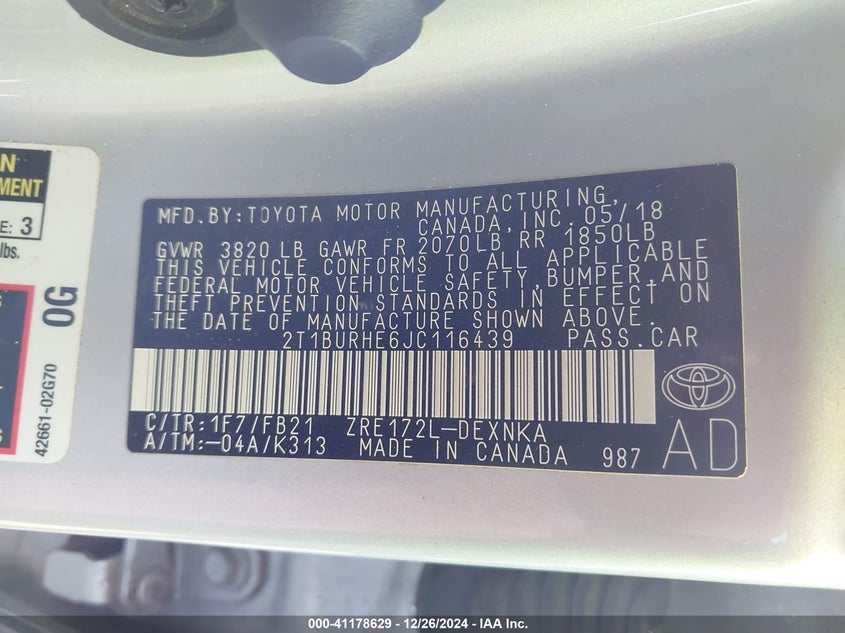 N
MENT
E: 3
lbs.
S
S
0G
42661-02G70
MFD.BY:TOYOTA MOTOR MANUFACTURING,
CANADA,INC. 05/18
GVWR 3820 LB GAWR FR 2070LB, RR 1850LB
THIS VEHICLE CONFORMS TO ALL APPLICABLE
FEDERAL MOTOR VEHICLE SAFETY,BUMPER,AND
THEFT PREVENTION STANDARDS IN EFFECT ON
THE DATE OF MANUFACTURE SHOWN ABOVE.
2T1BURHE6JC116439 PASS.CAR
C/TR:1F7/FB21 ZRE172L-DEXNKA
A/TM:-04A/K313 MADE IN CANADA 987
AD
000-41178629 - 12/26/2024 - IAA Inc.